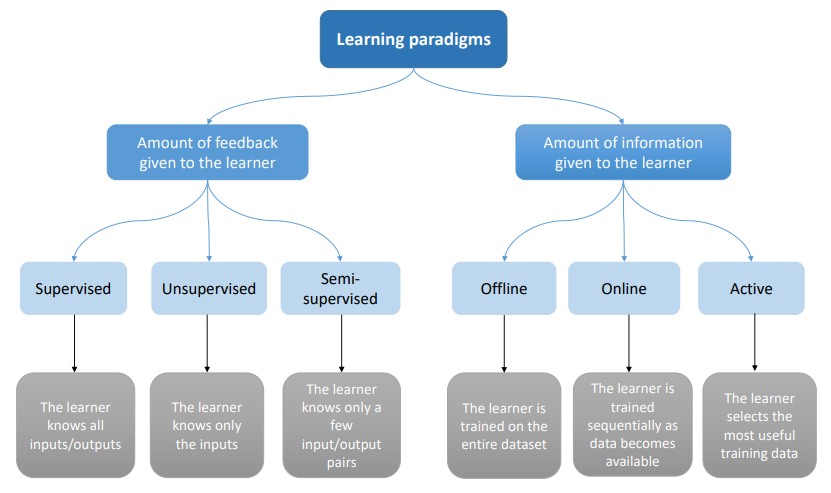 Learning paradigms
Amount of feedback
given to the learner
Amount of information
given to the learner
Supervised
Unsupervised
Semi-
supervised
Offline
Online
Active
The learner
knows all
inputs/outputs
The learner
knows only
the inputs
The learner
knows only a
few
input/output
pairs
The learner is
trained on the
entire dataset
The learner is
trained
sequentially as
data becomes
available
The learner
selects the
most useful
training data